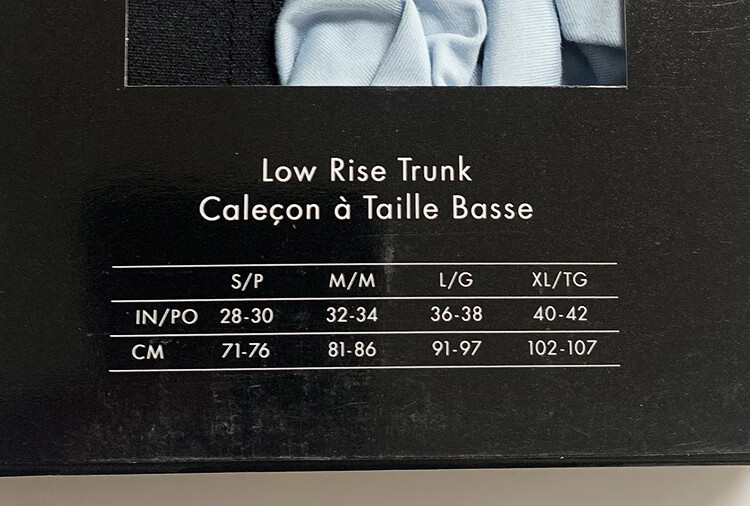 Low Rise Trunk
Caleçon à Taille Basse
S/P M/M L/G XL/TG
IN/PO 28-30 32-34 36-38 40-42
CM 71-76 81-86 91-97 102-107